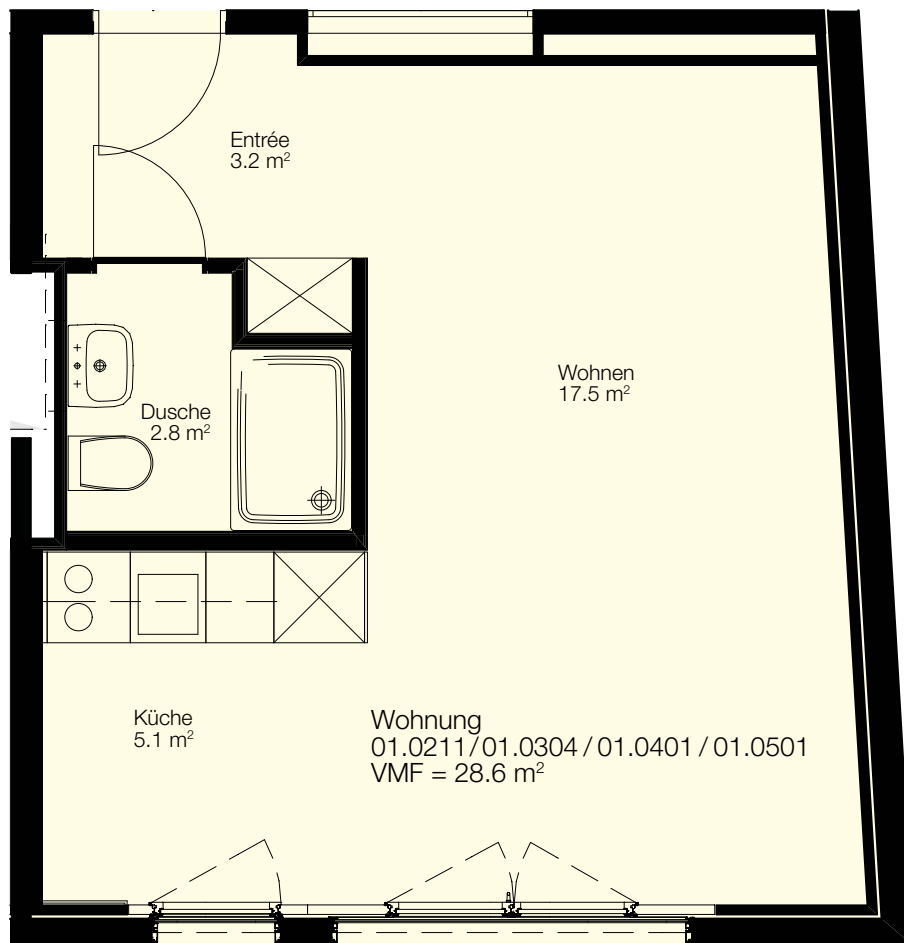 Entrée
3.2 m²
Wohnen
17.5 m²
Dusche
2.8 m²
Küche
5.1 m²
Wohnung
01.0211/01.0304 / 01.0401 / 01.0501
VMF = 28.6 m²